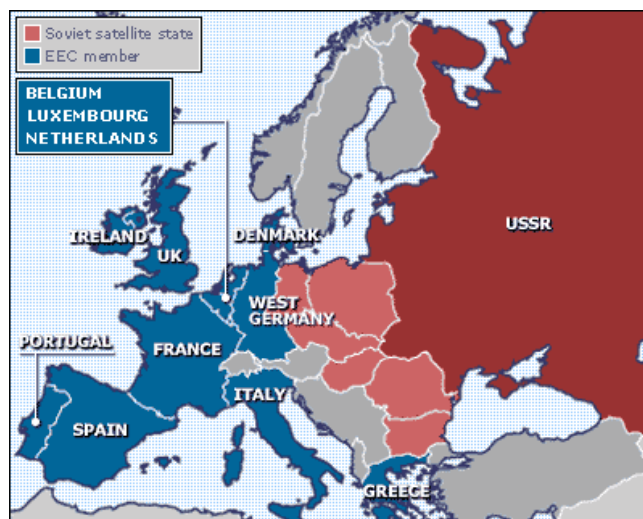 Soviet satellite state
EEC member
BELGIUM
LUXEMBOURG
NETHERLANDS
USSR
IRELAND
DENMARK
UK
WEST
GERMANY
PORTUGAL
FRANCE
ITALY
SPAIN
GREECE